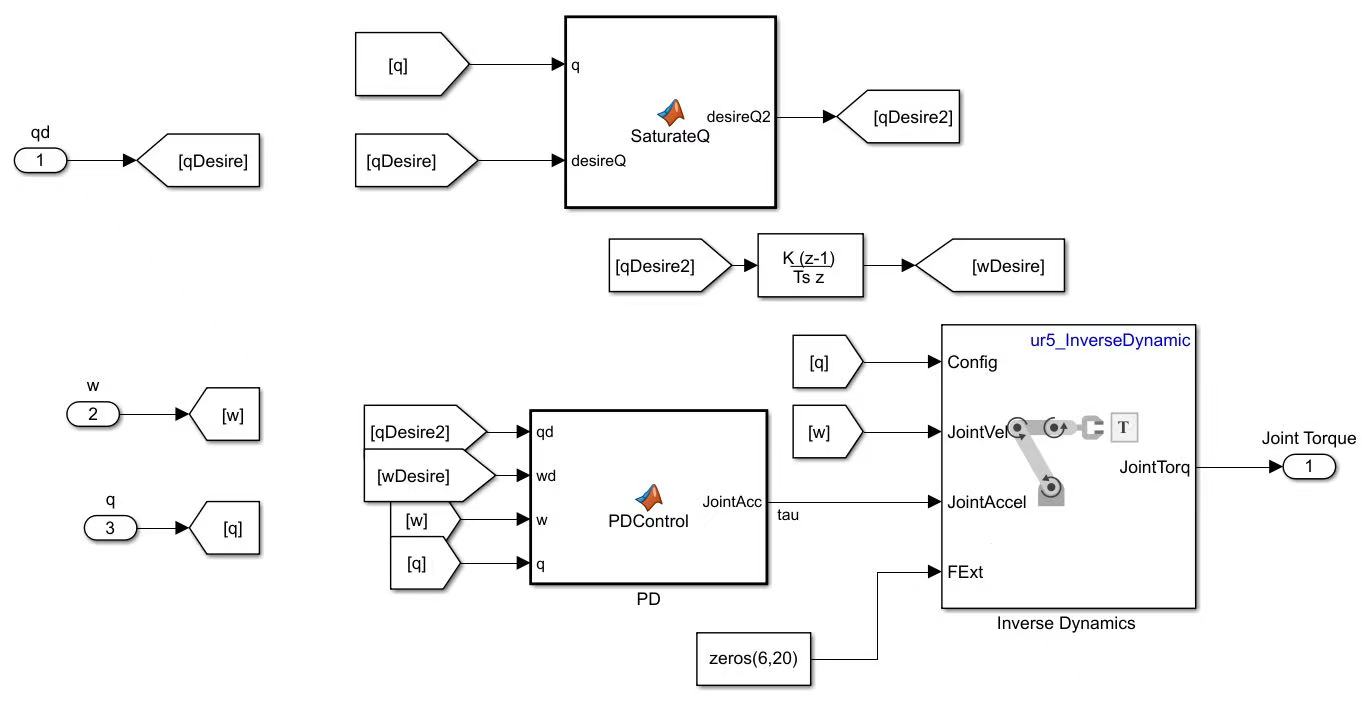 [q]
q
desireQ2
[qDesire2]
SaturateQ
qd
1
[qDesire]
[qDesire]
desireQ
[qDesire2]
K (z-1)
Ts z
[wDesire]
ur5_InverseDynamic
[q]
Config
w
2
[w]
[qDesire2]
qd
[w]
JointVel
T
Joint Torque
JointTorq
1
[wDesire]
wd
JointAcc
JointAccel
tau
q
3
[q]
[w]
w
PDControl
[q]
q
FExt
PD
Inverse Dynamics
zeros(6,20)